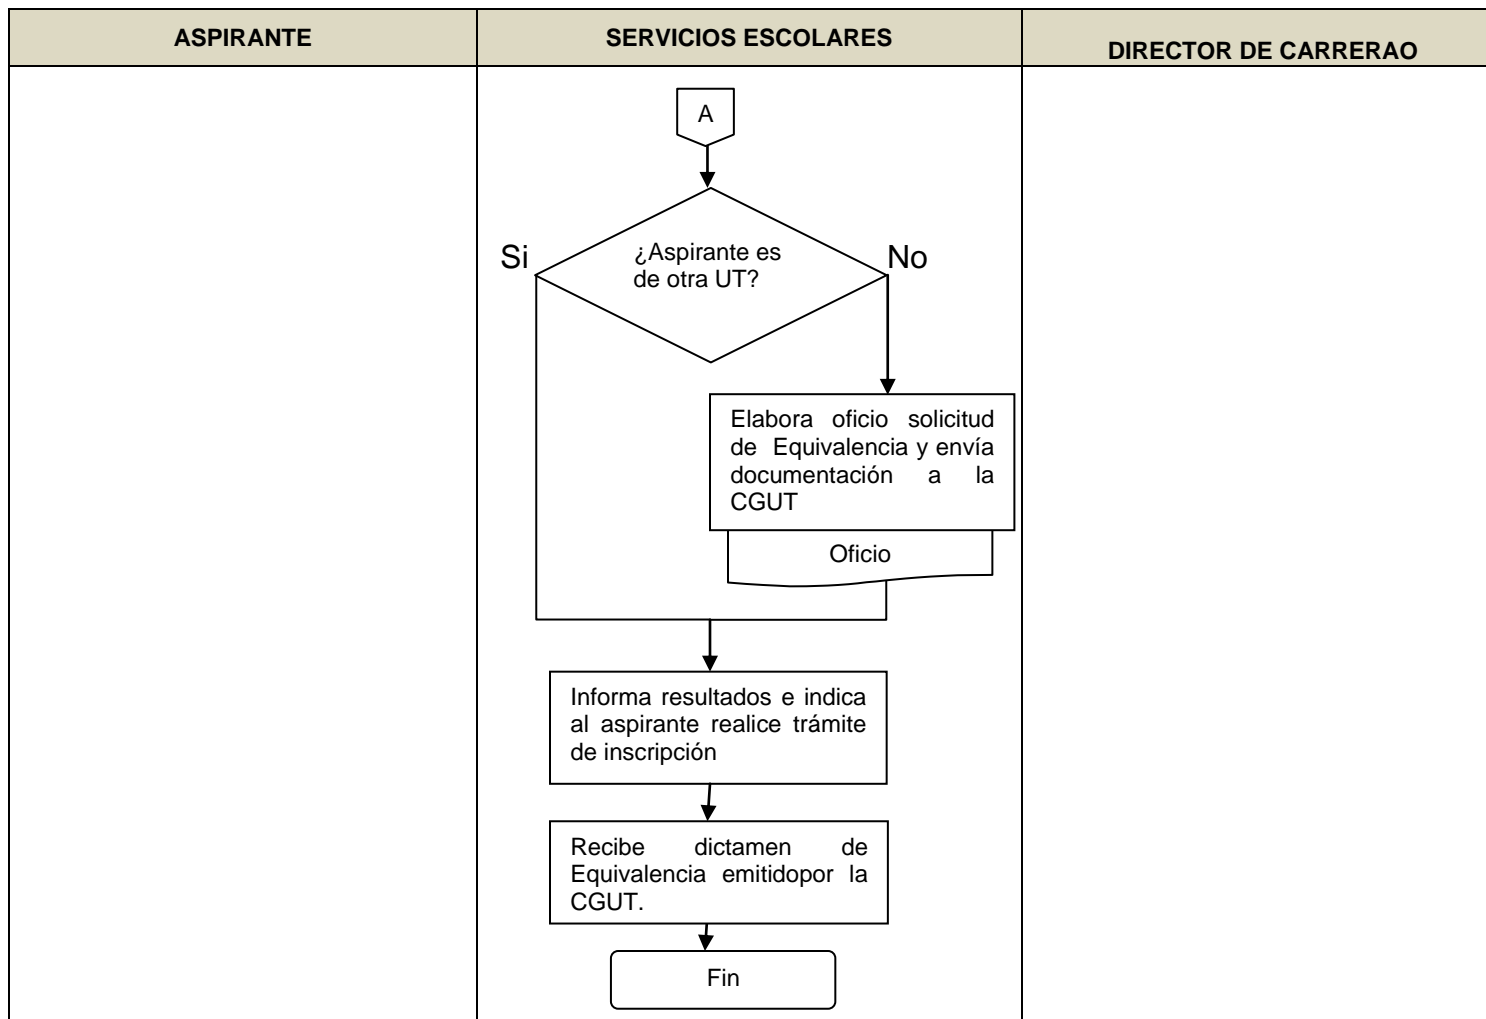 ASPIRANTE
SERVICIOS ESCOLARES
DIRECTOR DE CARRERAO
A
¿Aspirante es
de otra UT?
Si
No
Elabora oficio solicitud
de Equivalencia y envía
documentación a la
CGUT
Oficio
Informa resultados e indica
al aspirante realice trámite
de inscripción
Recibe dictamen de
Equivalencia emitidopor la
CGUT.
Fin